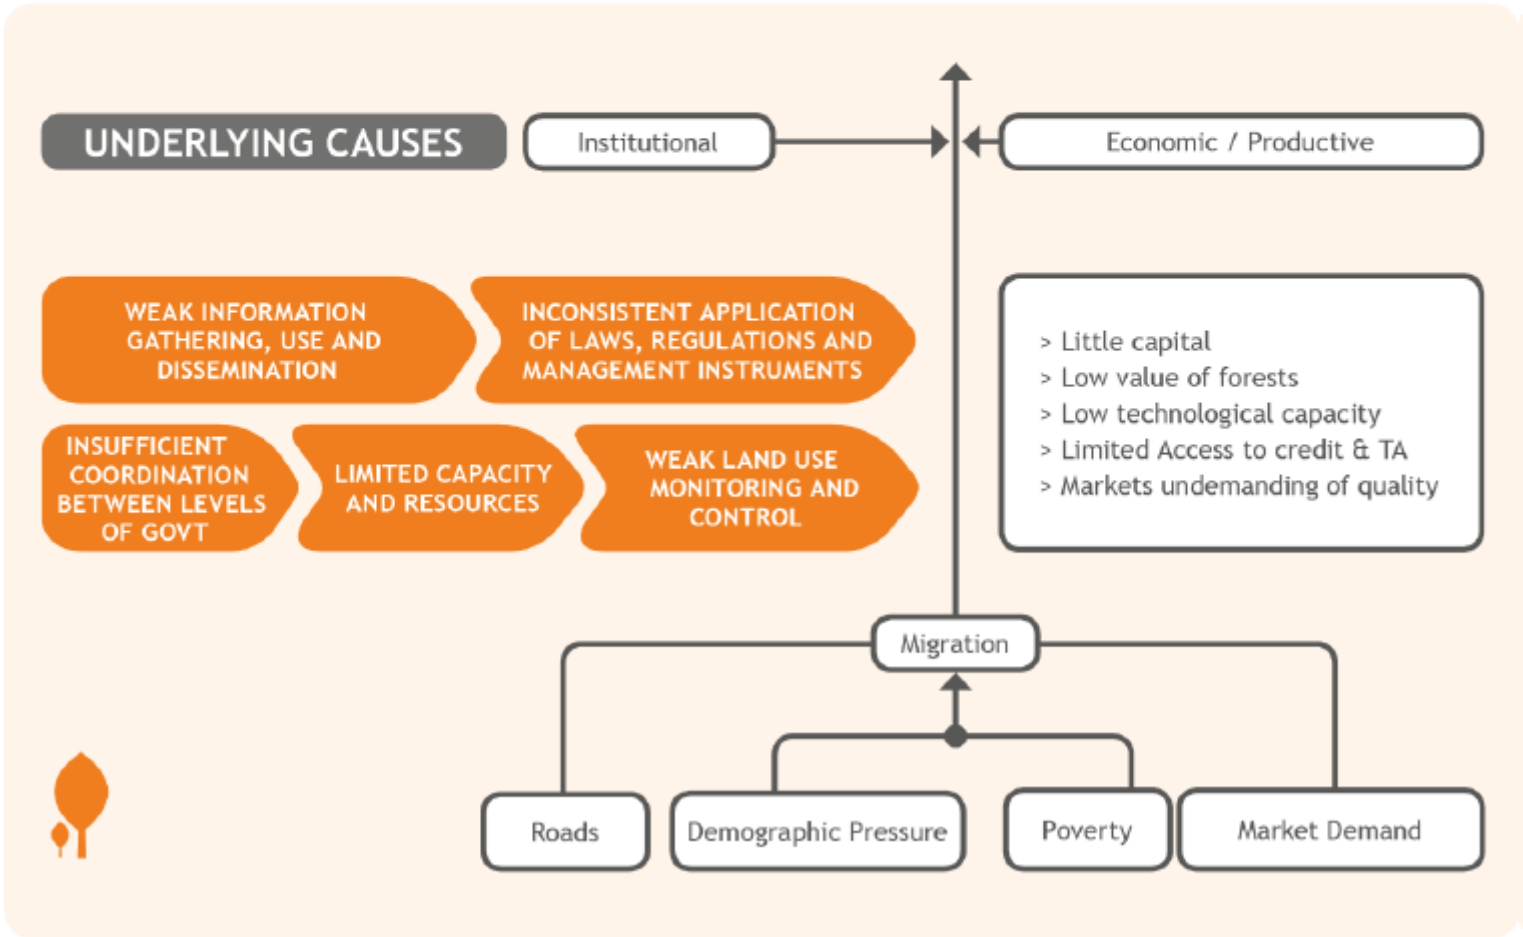 UNDERLYING CAUSES
Institutional
Economic / Productive
WEAK INFORMATION
GATHERING, USE AND
DISSEMINATION
INCONSISTENT APPLICATION
OF LAWS, REGULATIONS AND
MANAGEMENT INSTRUMENTS
INSUFFICIENT
COORDINATION
BETWEEN LEVELS
OF GOVT
LIMITED CAPACITY
AND RESOURCES
WEAK LAND USE
MONITORING AND
CONTROL
> Little capital
> Low value of forests
> Low technological capacity
> Limited Access to credit & TA
> Markets undemanding of quality
Migration
Roads
Demographic Pressure
Poverty
Market Demand